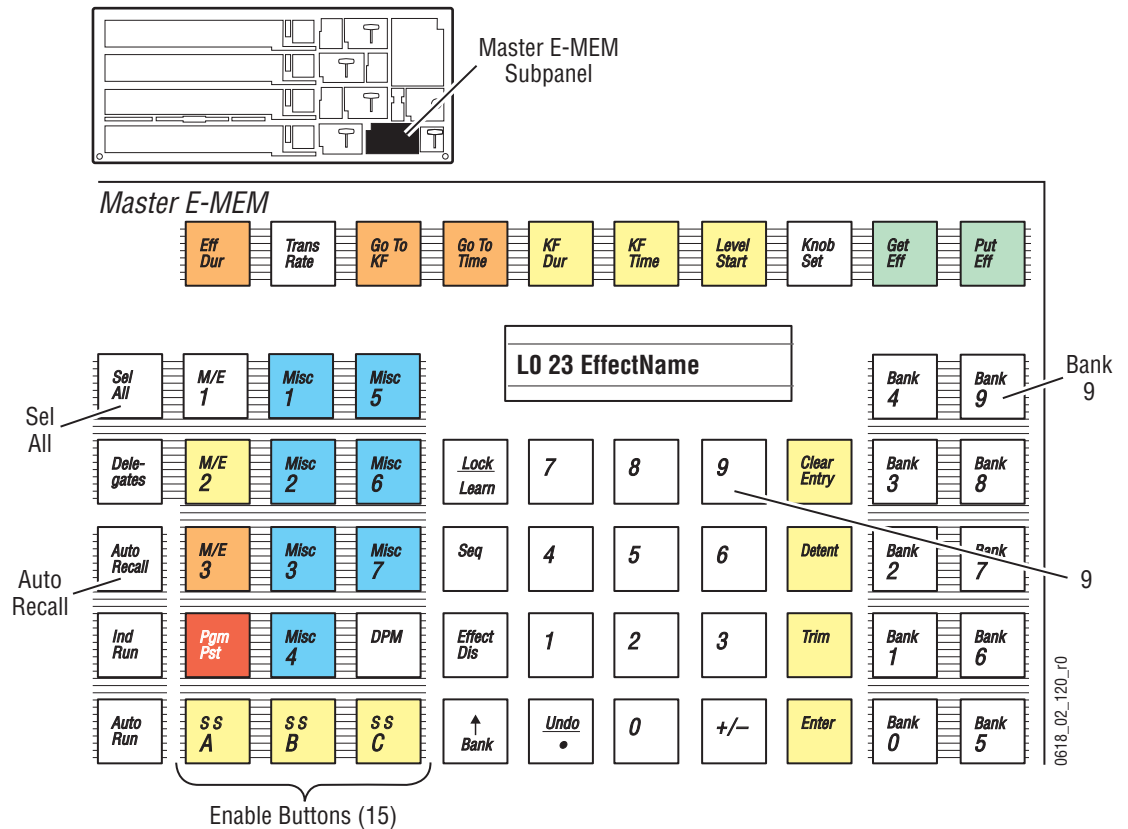 Master E-MEM
Subpanel
Master E-MEM
Eff
Dur
Trans
Rate
Go To
KF
Go To
Time
KF
Dur
KF
Time
Level
Start
Knob
Set
Get
Eff
Put
Eff
L0 23 EffectName
Sel
All
M/E
1
Misc
1
Misc
5
Bank
4
Bank
9
Bank
9
Sel
All
Dele-
gates
M/E
2
Misc
2
Misc
6
Lock
Learn
7
8
9
Clear
Entry
Bank
3
Bank
8
Auto
Recall
M/E
3
Misc
3
Misc
7
Seq
4
5
6
Detent
Bank
2
Bank
7
9
Auto
Recall
Ind
Run
Pgm
Pst
Misc
4
DPM
Effect
Dis
1
2
3
Trim
Bank
1
Bank
6
Auto
Run
S S
A
S S
B
S S
C
↑
Bank
Undo
•
0
+/–
Enter
Bank
0
Bank
5
0618_02_120_r0
Enable Buttons (15)